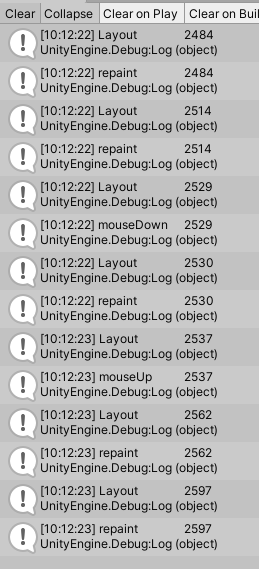 Clear Collapse Clear on Play Clear on Buil
[10:12:22] Layout 2484
UnityEngine.Debug:Log (object)
[10:12:22] repaint 2484
UnityEngine.Debug:Log (object)
[10:12:22] Layout 2514
UnityEngine.Debug:Log (object)
[10:12:22] repaint 2514
UnityEngine.Debug:Log (object)
[10:12:22] Layout 2529
UnityEngine.Debug:Log (object)
[10:12:22] mouseDown 2529
UnityEngine.Debug:Log (object)
[10:12:22] Layout 2530
UnityEngine.Debug:Log (object)
[10:12:22] repaint 2530
UnityEngine.Debug:Log (object)
[10:12:23] Layout 2537
UnityEngine.Debug:Log (object)
[10:12:23] mouseUp 2537
UnityEngine.Debug:Log (object)
[10:12:23] Layout 2562
UnityEngine.Debug:Log (object)
[10:12:23] repaint 2562
UnityEngine.Debug:Log (object)
[10:12:23] Layout 2597
UnityEngine.Debug:Log (object)
[10:12:23] repaint 2597
UnityEngine.Debug:Log (object)